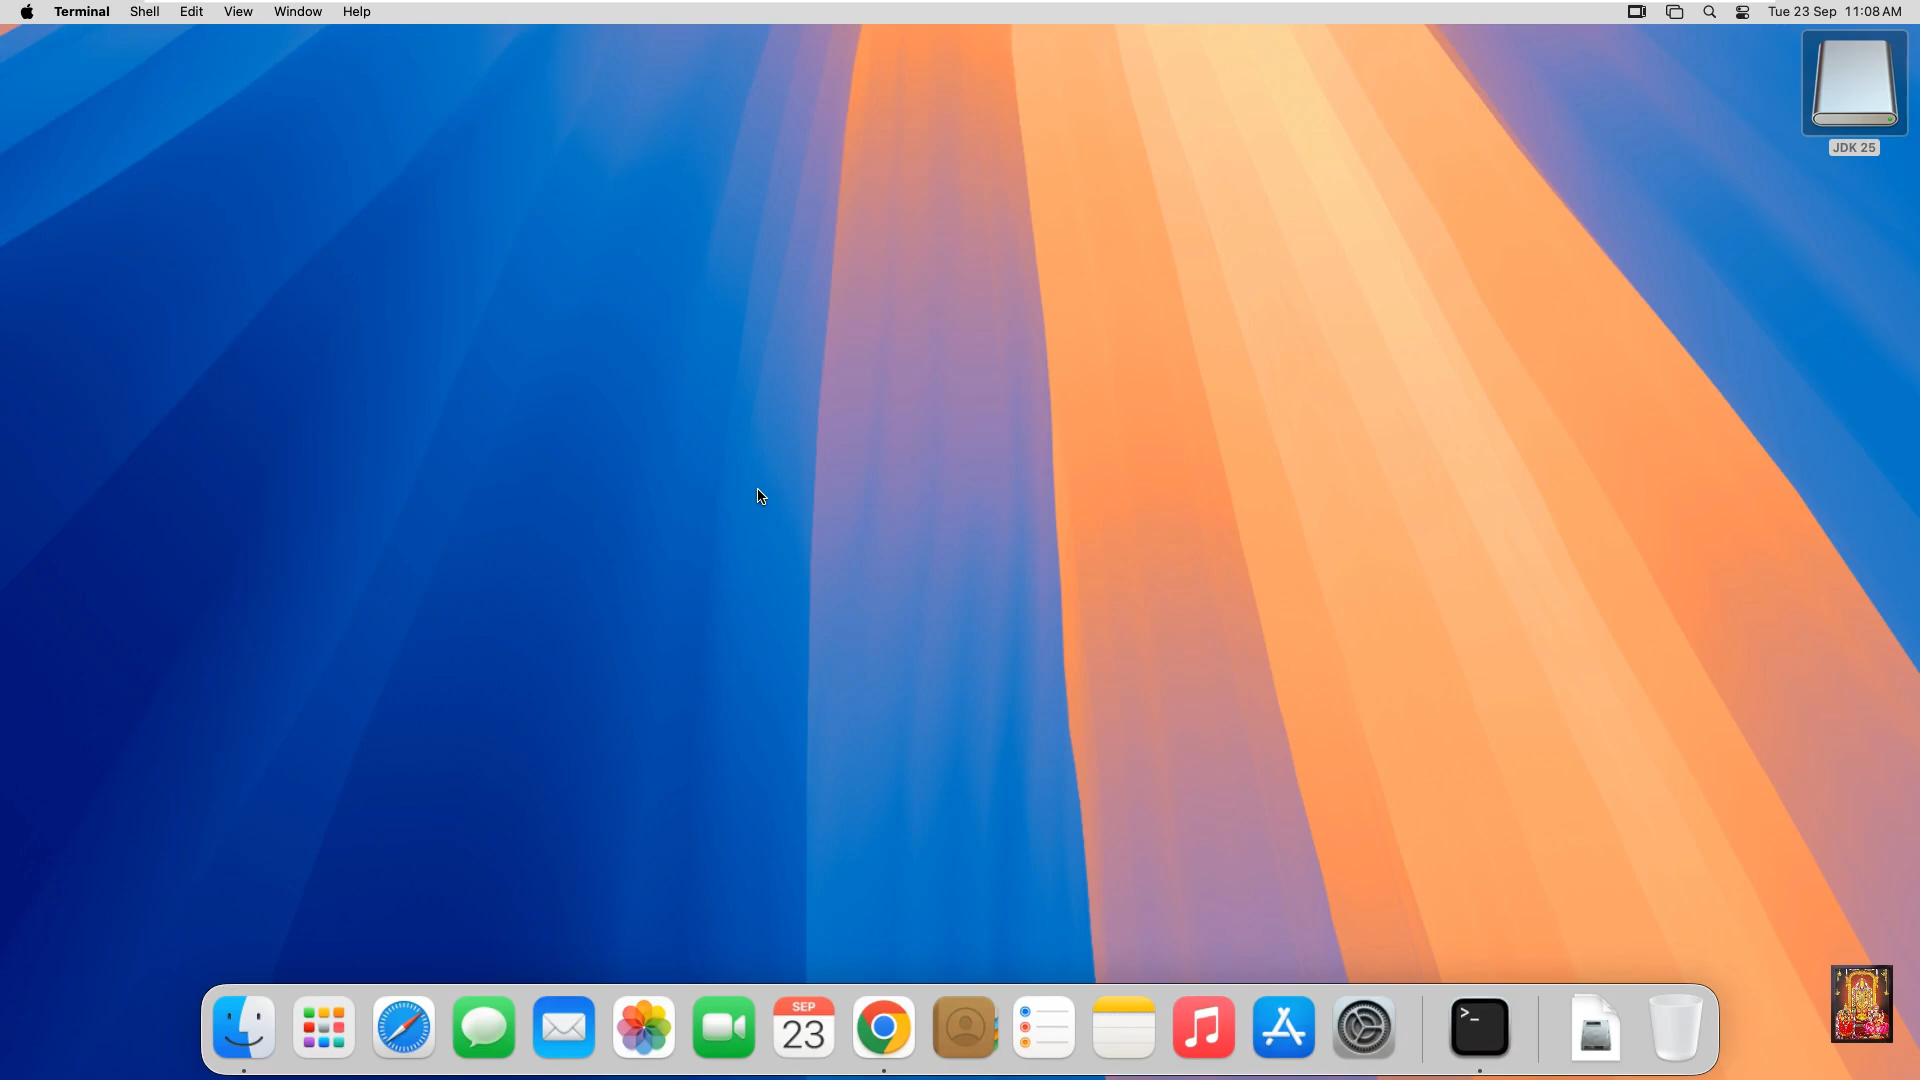 Terminal Shell Edit View Window Help Tue 23 Sep 11:08 AM
JDK 25
SEP
23
>_